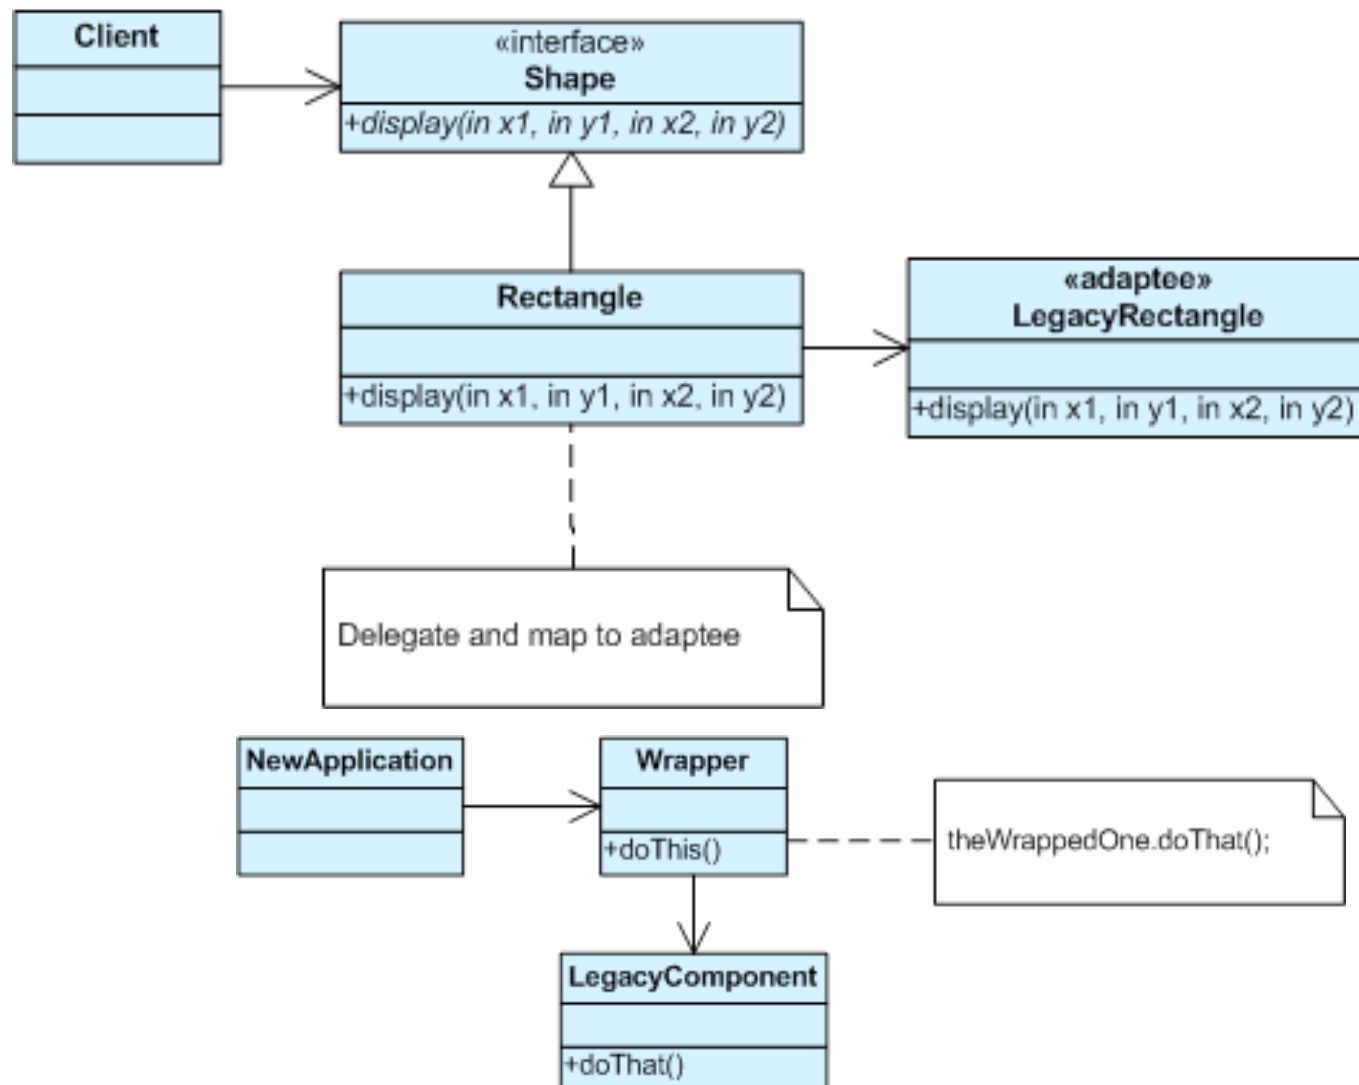 Client
«interface»
Shape
+display(in x1, in y1, in x2, in y2)
Rectangle
+display(in x1, in y1, in x2, in y2)
«adaptee»
LegacyRectangle
+display(in x1, in y1, in x2, in y2)
Delegate and map to adaptee
NewApplication
Wrapper
+doThis()
theWrappedOne.doThat();
LegacyComponent
+doThat()